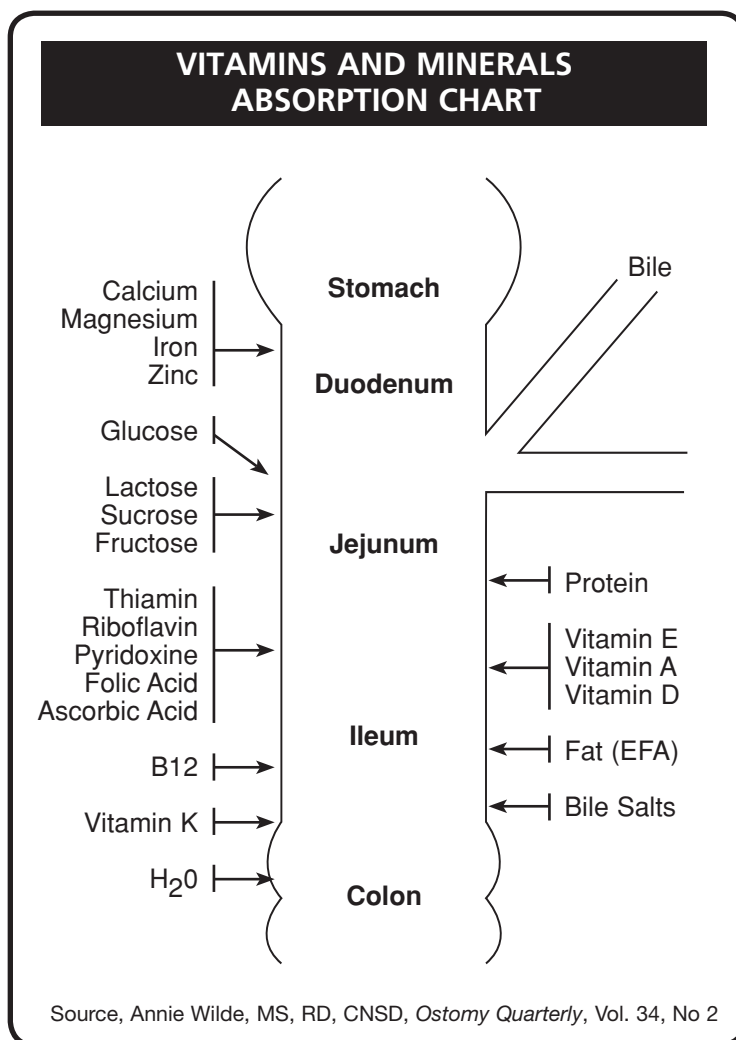 VITAMINS AND MINERALS
ABSORPTION CHART
Stomach
Bile
Calcium
Magnesium
Iron
Zinc
Duodenum
Glucose
Lactose
Sucrose
Fructose
Jejunum
Protein
Thiamin
Riboflavin
Pyridoxine
Folic Acid
Ascorbic Acid
Vitamin E
Vitamin A
Vitamin D
Ileum
Fat (EFA)
B12
Bile Salts
Vitamin K
H₂0
Colon
Source, Annie Wilde, MS, RD, CNSD, Ostomy Quarterly, Vol. 34, No 2